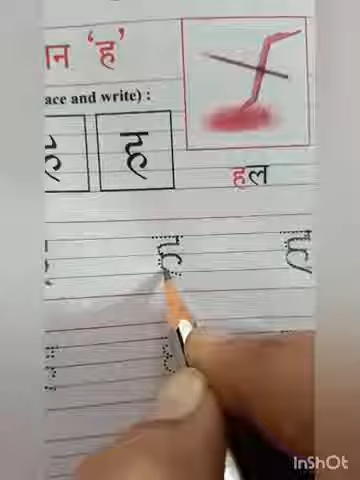 ान 'ह'
ace and write) :
ह
ह
हल
ह
ह
InShOt